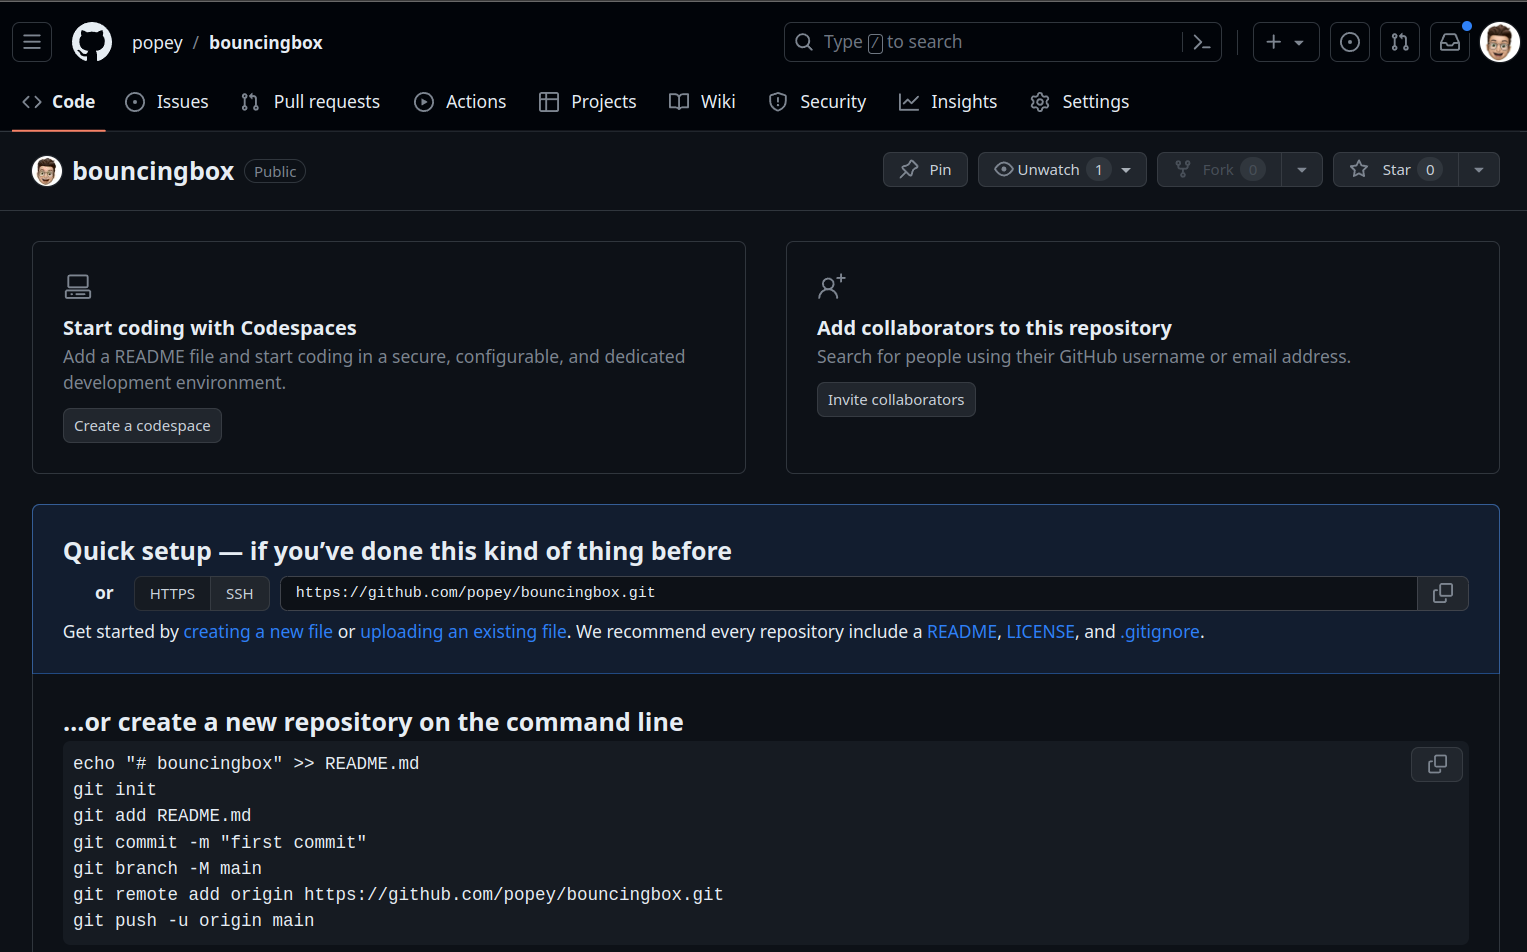 popey / bouncingbox
Type / to search
Code Issues Pull requests Actions Projects Wiki Security Insights Settings
bouncingbox Public
Pin Unwatch 1 Fork 0 Star 0
Start coding with Codespaces
Add a README file and start coding in a secure, configurable, and dedicated
development environment.
Create a codespace
Add collaborators to this repository
Search for people using their GitHub username or email address.
Invite collaborators
Quick setup — if you’ve done this kind of thing before
or HTTPS SSH https://github.com/popey/bouncingbox.git
Get started by creating a new file or uploading an existing file. We recommend every repository include a README, LICENSE, and .gitignore.
…or create a new repository on the command line
echo "# bouncingbox" >> README.md
git init
git add README.md
git commit -m "first commit"
git branch -M main
git remote add origin https://github.com/popey/bouncingbox.git
git push -u origin main